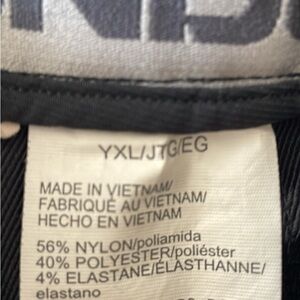 YXL/JTG/EG
MADE IN VIETNAM/
FABRIQUÉ AU VIETNAM/
HECHO EN VIETNAM
56% NYLON/poliamida
40% POLYESTER/poliéster
4% ELASTANE/ÉLASTHANNE/
elastano